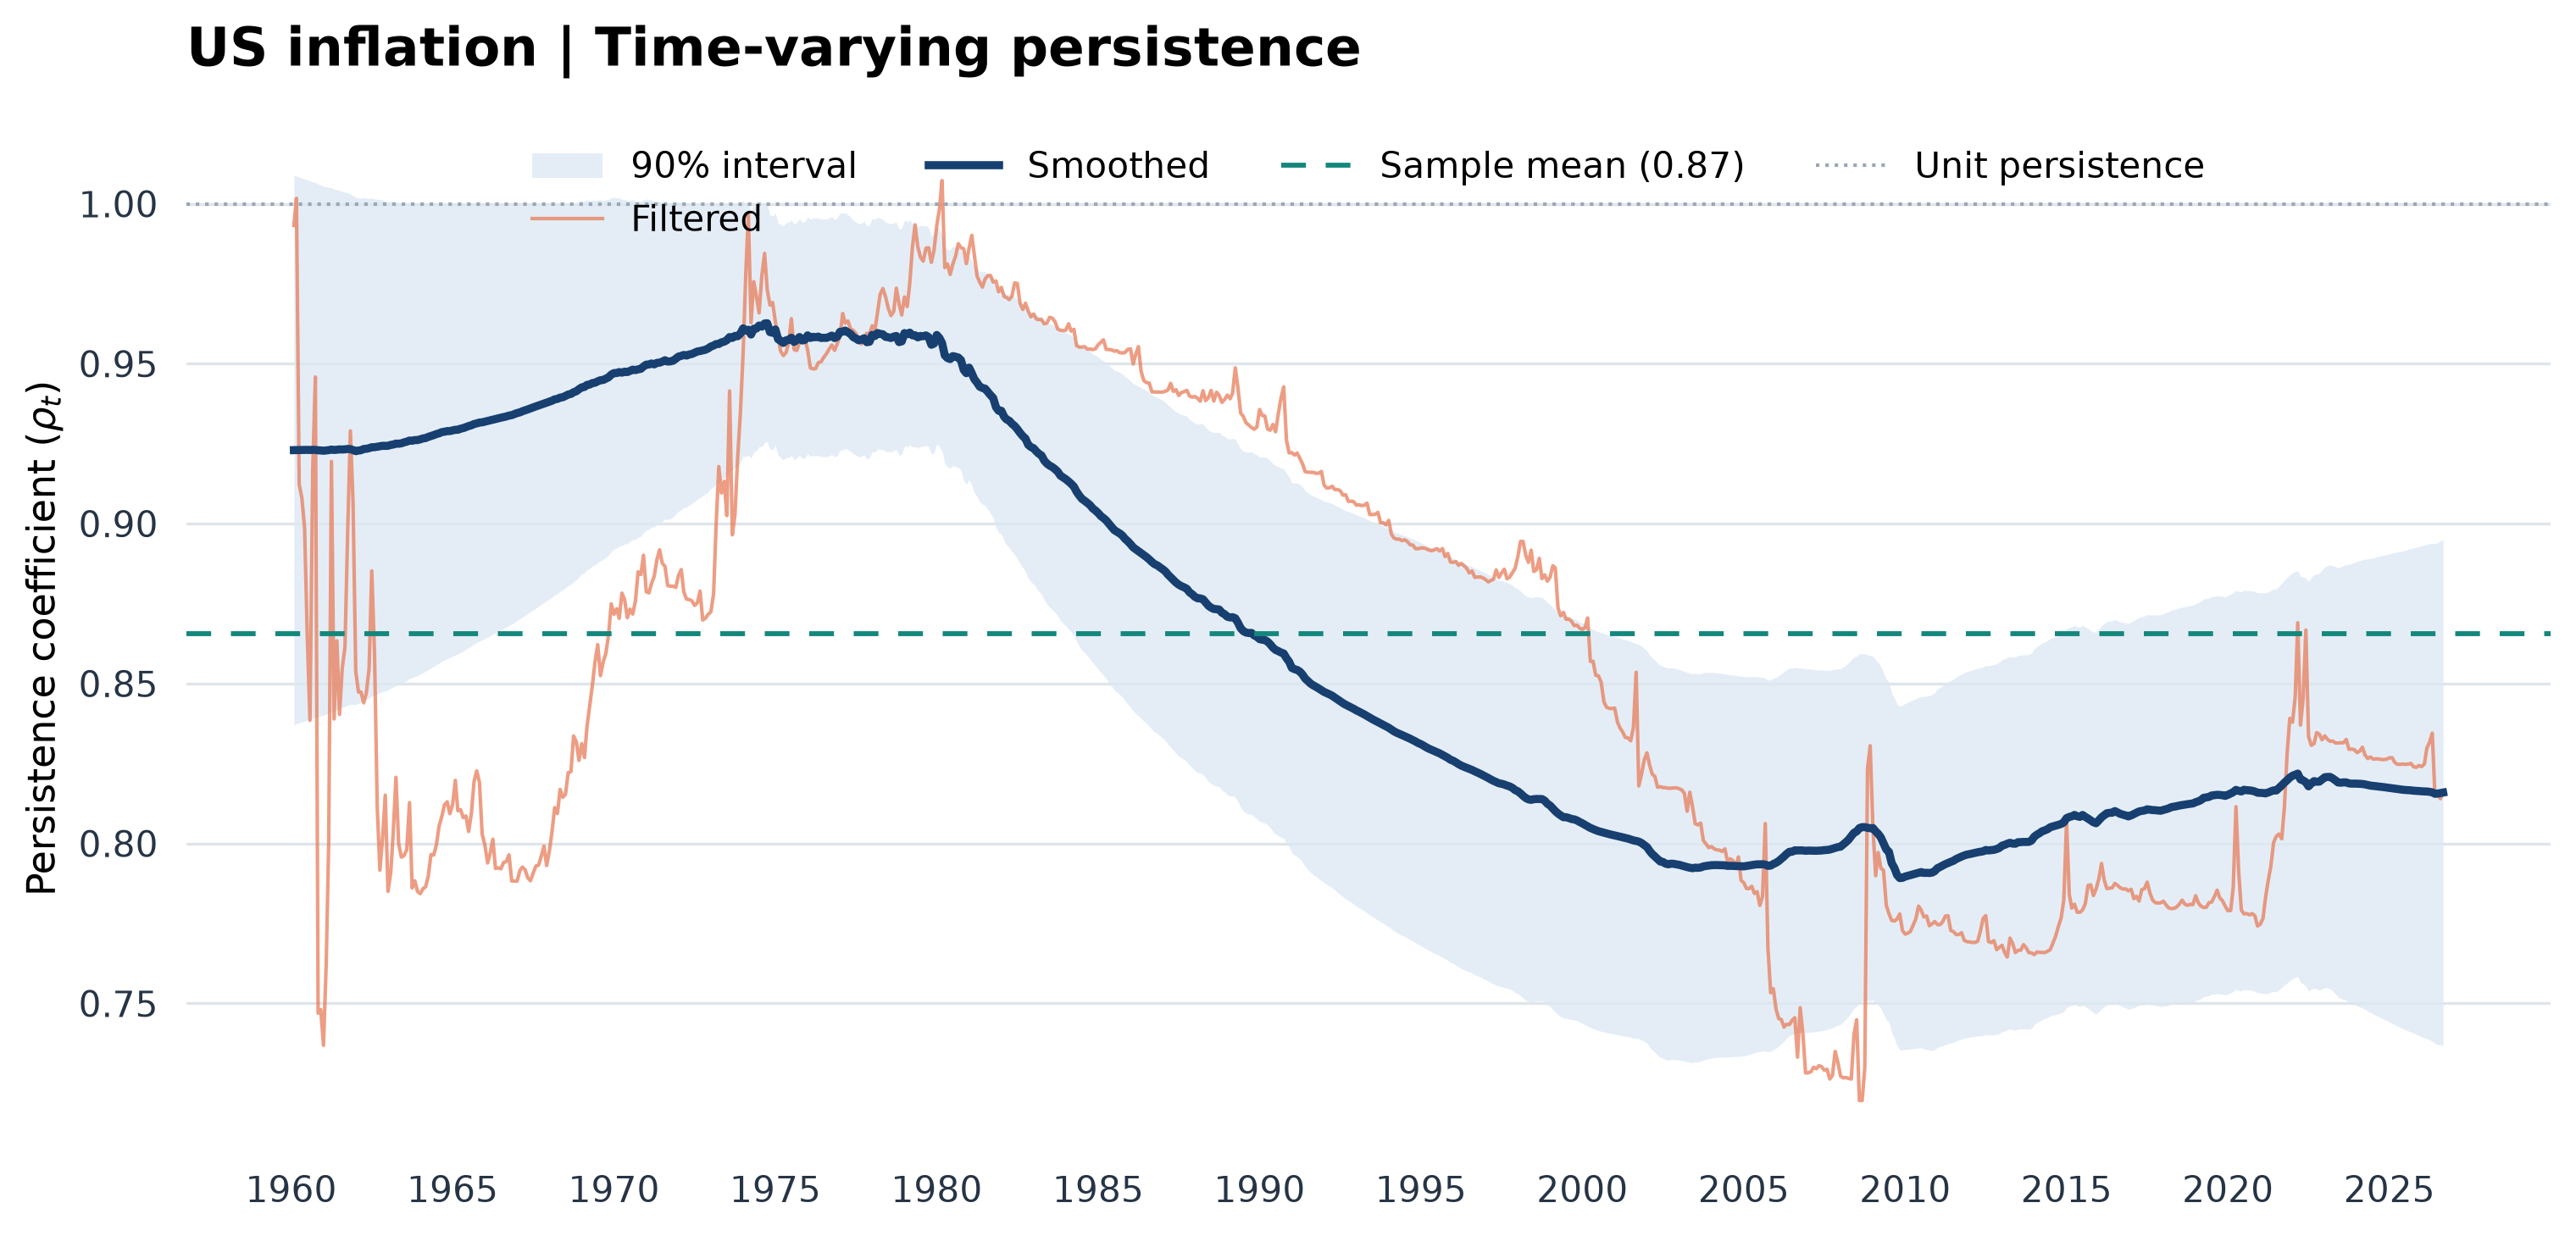 US inflation | Time-varying persistence
90% interval Smoothed Sample mean (0.87) Unit persistence
Filtered
Persistence coefficient (ρt)
1.00
0.95
0.90
0.85
0.80
0.75
1960 1965 1970 1975 1980 1985 1990 1995 2000 2005 2010 2015 2020 2025